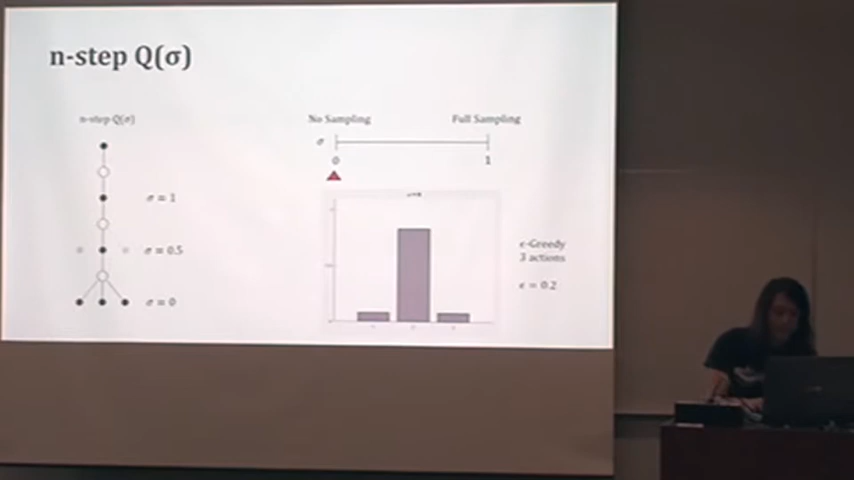 n-step Q(σ)
n-step Q(σ)
σ = 1
σ = 0.5
σ = 0
No Sampling
Full Sampling
σ
0
1
ϵ-Greedy
3 actions
ϵ = 0.2